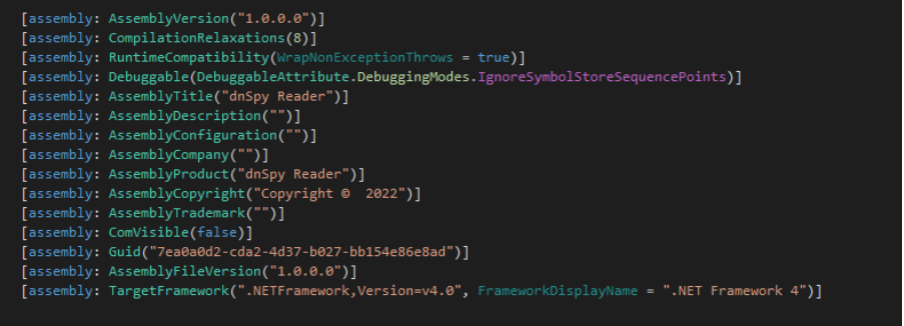 [assembly: AssemblyVersion("1.0.0.0")]
[assembly: CompilationRelaxations(8)]
[assembly: RuntimeCompatibility(WrapNonExceptionThrows = true)]
[assembly: Debuggable(DebuggableAttribute.DebuggingModes.IgnoreSymbolStoreSequencePoints)]
[assembly: AssemblyTitle("dnSpy Reader")]
[assembly: AssemblyDescription("")]
[assembly: AssemblyConfiguration("")]
[assembly: AssemblyCompany("")]
[assembly: AssemblyProduct("dnSpy Reader")]
[assembly: AssemblyCopyright("Copyright ©  2022")]
[assembly: AssemblyTrademark("")]
[assembly: ComVisible(false)]
[assembly: Guid("7ea0a0d2-cda2-4d37-b027-bb154e86e8ad")]
[assembly: AssemblyFileVersion("1.0.0.0")]
[assembly: TargetFramework(".NETFramework,Version=v4.0", FrameworkDisplayName = ".NET Framework 4")]